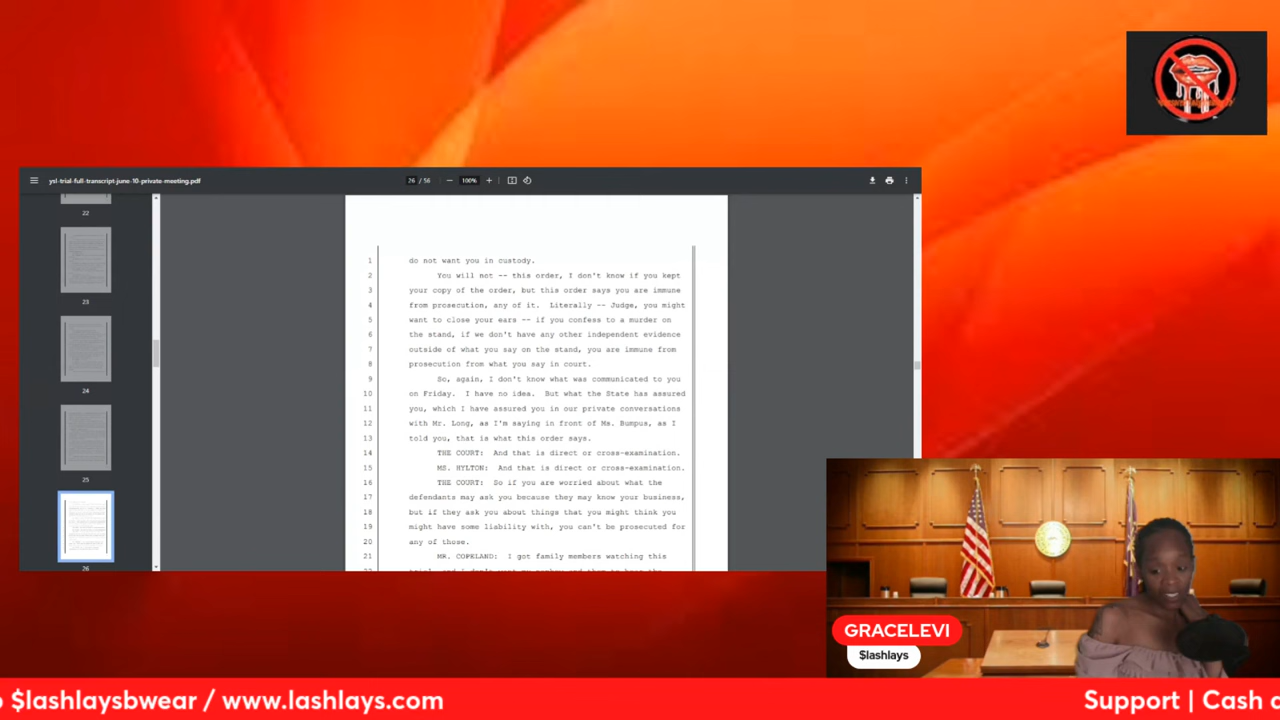 ysl-trial-full-transcript-june-10-private-meeting.pdf
26 / 56
100%
22
23
24
25
26
1 do not want you in custody.
2 You will not -- this order, I don't know if you kept
3 your copy of the order, but this order says you are immune
4 from prosecution, any of it. Literally -- Judge, you might
5 want to close your ears -- if you confess to a murder on
6 the stand, if we don't have any other independent evidence
7 outside of what you say on the stand, you are immune from
8 prosecution from what you say in court.
9 So, again, I don't know what was communicated to you
10 on Friday. I have no idea. But what the State has assured
11 you, which I have assured you in our private conversations
12 with Mr. Long, as I'm saying in front of Ms. Bumpus, as I
13 told you, that is what this order says.
14 THE COURT: And that is direct or cross-examination.
15 MS. HYLTON: And that is direct or cross-examination.
16 THE COURT: So if you are worried about what the
17 defendants may ask you because they may know your business,
18 but if they ask you about things that you might think you
19 might have some liability with, you can't be prosecuted for
20 any of those.
21 MR. COPELAND: I got family members watching this
GRACELEVI
$lashlays
$lashlaysbwear / www.lashlays.com
Support | Cash